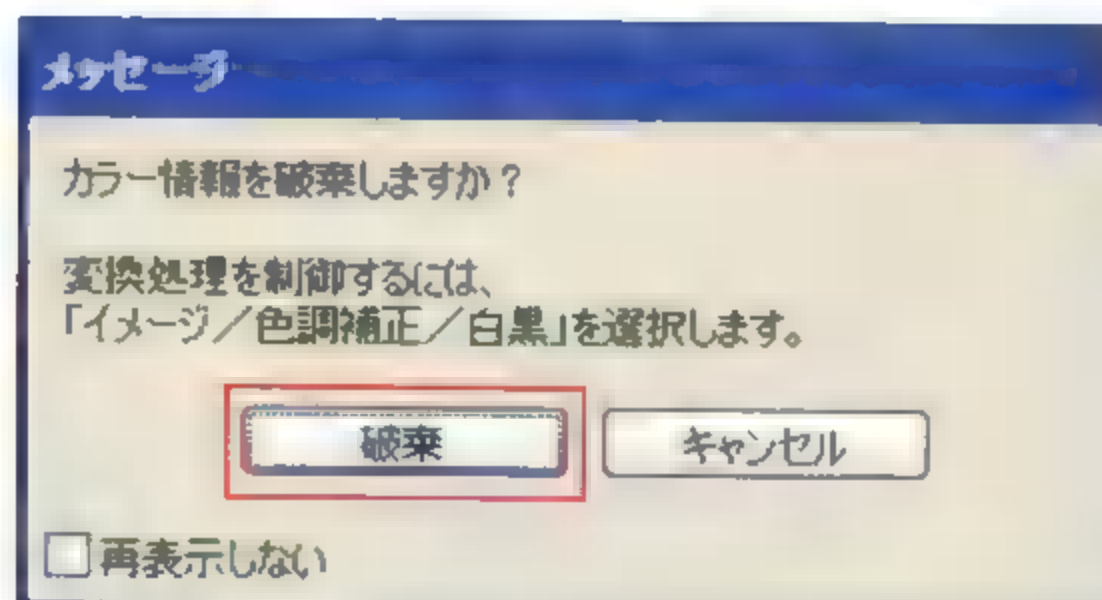 メッセージ
カラー情報を破棄しますか？
変換処理を制御するには、
「イメージ／色調補正／白黒」を選択します。
破棄 キャンセル
再表示しない